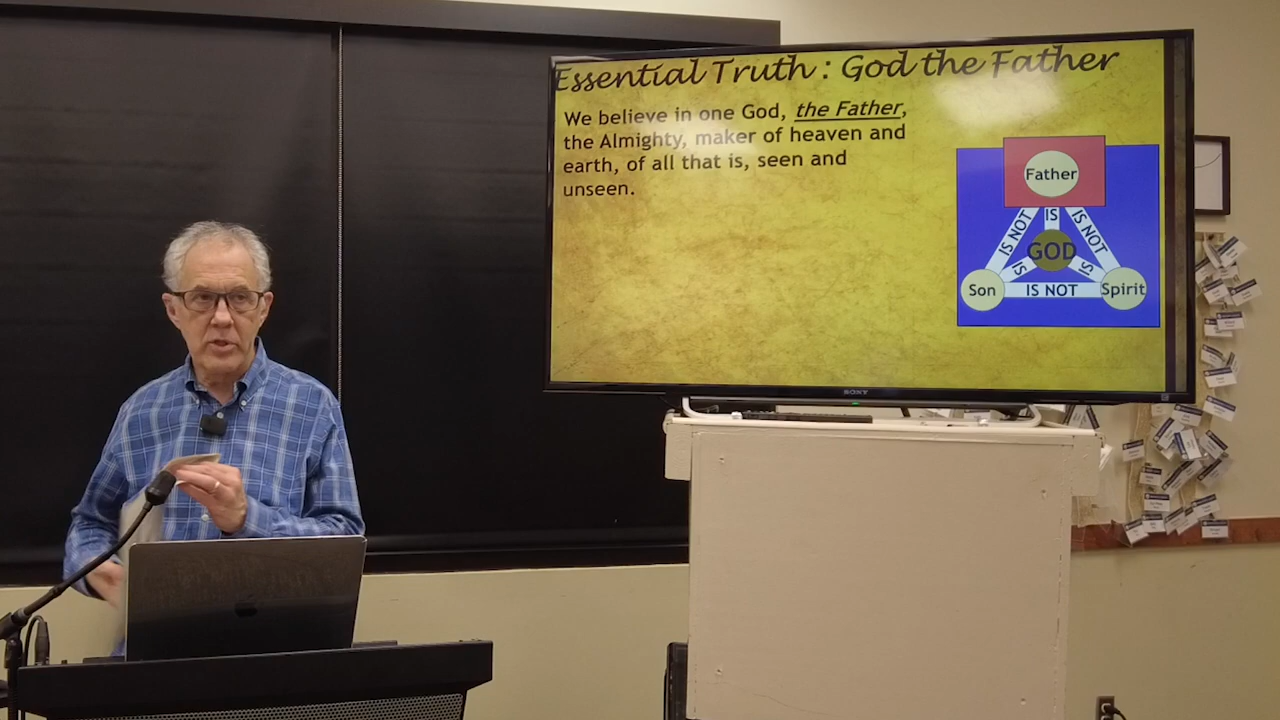 Essential Truth : God the Father
We believe in one God, the Father,
the Almighty, maker of heaven and
earth, of all that is, seen and
unseen.
Father
IS NOT
IS
IS NOT
GOD
IS
IS
Son
IS NOT
Spirit
SONY